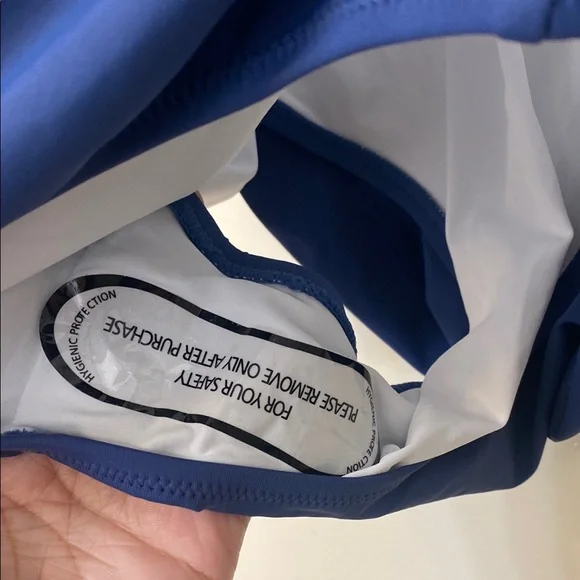 HYGIENIC PROTECTION
FOR YOUR SAFETY
PLEASE REMOVE ONLY AFTER PURCHASE
HYGIENIC PROTECTION